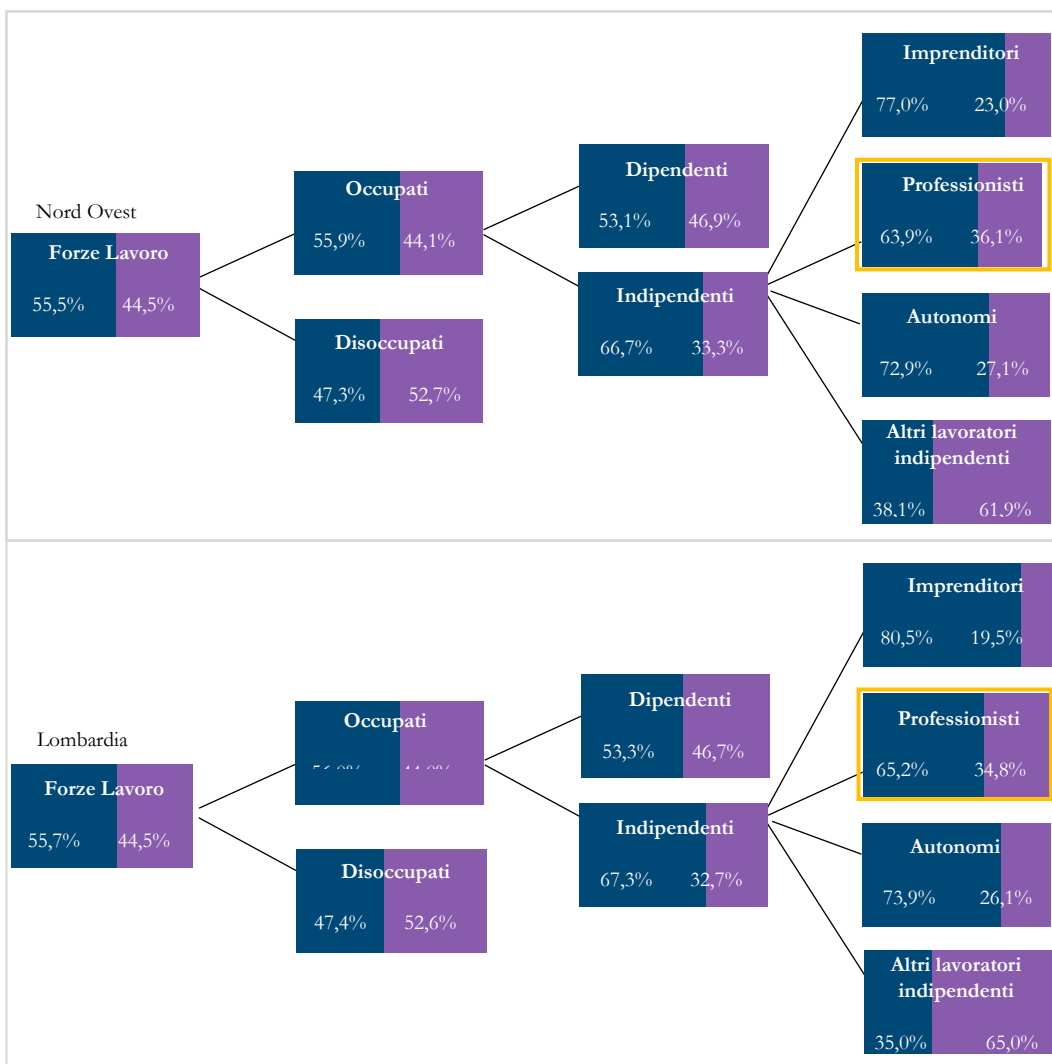 Nord Ovest
Forze Lavoro
55,5% 44,5%
Occupati
55,9% 44,1%
Disoccupati
47,3% 52,7%
Dipendenti
53,1% 46,9%
Indipendenti
66,7% 33,3%
Imprenditori
77,0% 23,0%
Professionisti
63,9% 36,1%
Autonomi
72,9% 27,1%
Altri lavoratori
indipendenti
38,1% 61,9%
Lombardia
Forze Lavoro
55,7% 44,5%
Occupati
Disoccupati
47,4% 52,6%
Dipendenti
53,3% 46,7%
Indipendenti
67,3% 32,7%
Imprenditori
80,5% 19,5%
Professionisti
65,2% 34,8%
Autonomi
73,9% 26,1%
Altri lavoratori
indipendenti
35,0% 65,0%